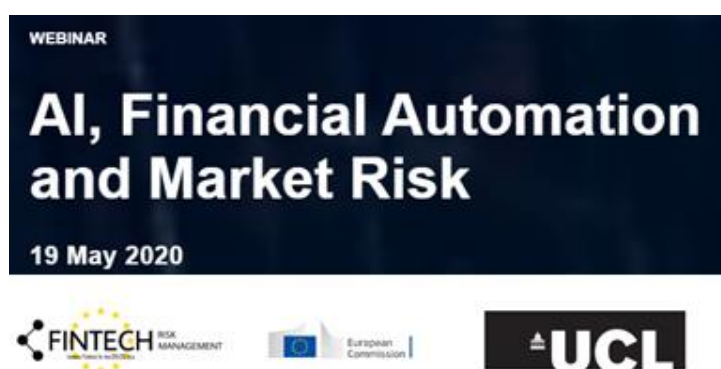 WEBINAR
AI, Financial Automation
and Market Risk
19 May 2020
FINTECH RISK
MANAGEMENT
European
Commission
UCL